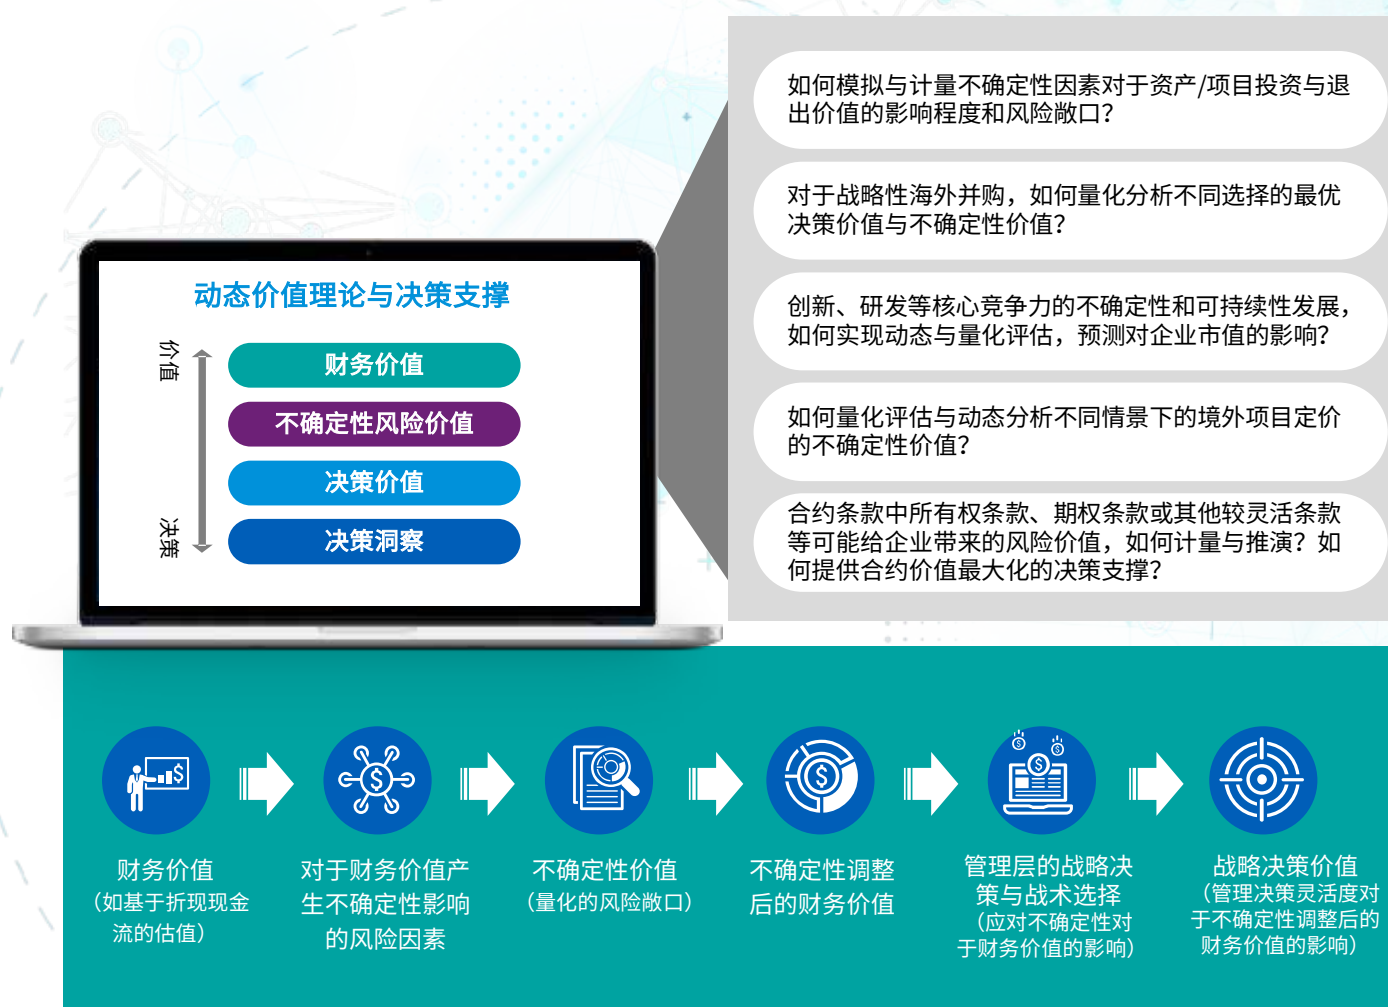 如何模拟与计量不确定性因素对于资产/项目投资与退
出价值的影响程度和风险敞口？
对于战略性海外并购，如何量化分析不同选择的最优
决策价值与不确定性价值？
创新、研发等核心竞争力的不确定性和可持续性发展，
如何实现动态与量化评估，预测对企业市值的影响？
如何量化评估与动态分析不同情景下的境外项目定价
的不确定性价值？
合约条款中所有权条款、期权条款或其他较灵活条款
等可能给企业带来的风险价值，如何计量与推演？如
何提供合约价值最大化的决策支撑？
动态价值理论与决策支撑
价值
财务价值
不确定性风险价值
决策价值
决策
决策洞察
财务价值
（如基于折现现金
流的估值）
对于财务价值产
生不确定性影响
的风险因素
不确定性价值
（量化的风险敞口）
不确定性调整
后的财务价值
管理层的战略决
策与战术选择
（应对不确定性对
于财务价值的影响）
战略决策价值
（管理决策灵活度对
于不确定性调整后的
财务价值的影响）